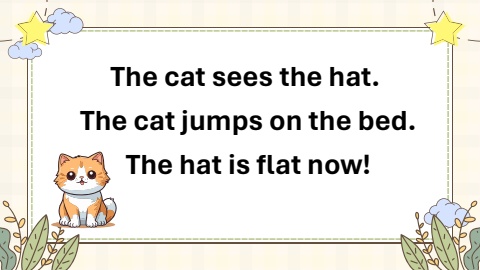 The cat sees the hat.
The cat jumps on the bed.
The hat is flat now!